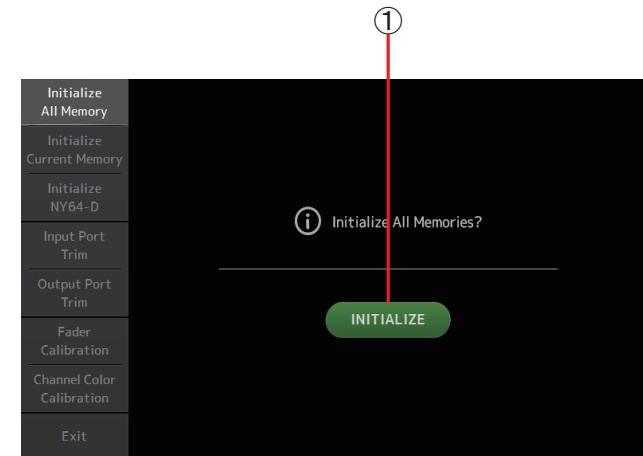 ①
Initialize
All Memory
Initialize
Current Memory
Initialize
NY64-D
Input Port
Trim
Output Port
Trim
Fader
Calibration
Channel Color
Calibration
Exit
Initialize All Memories?
INITIALIZE